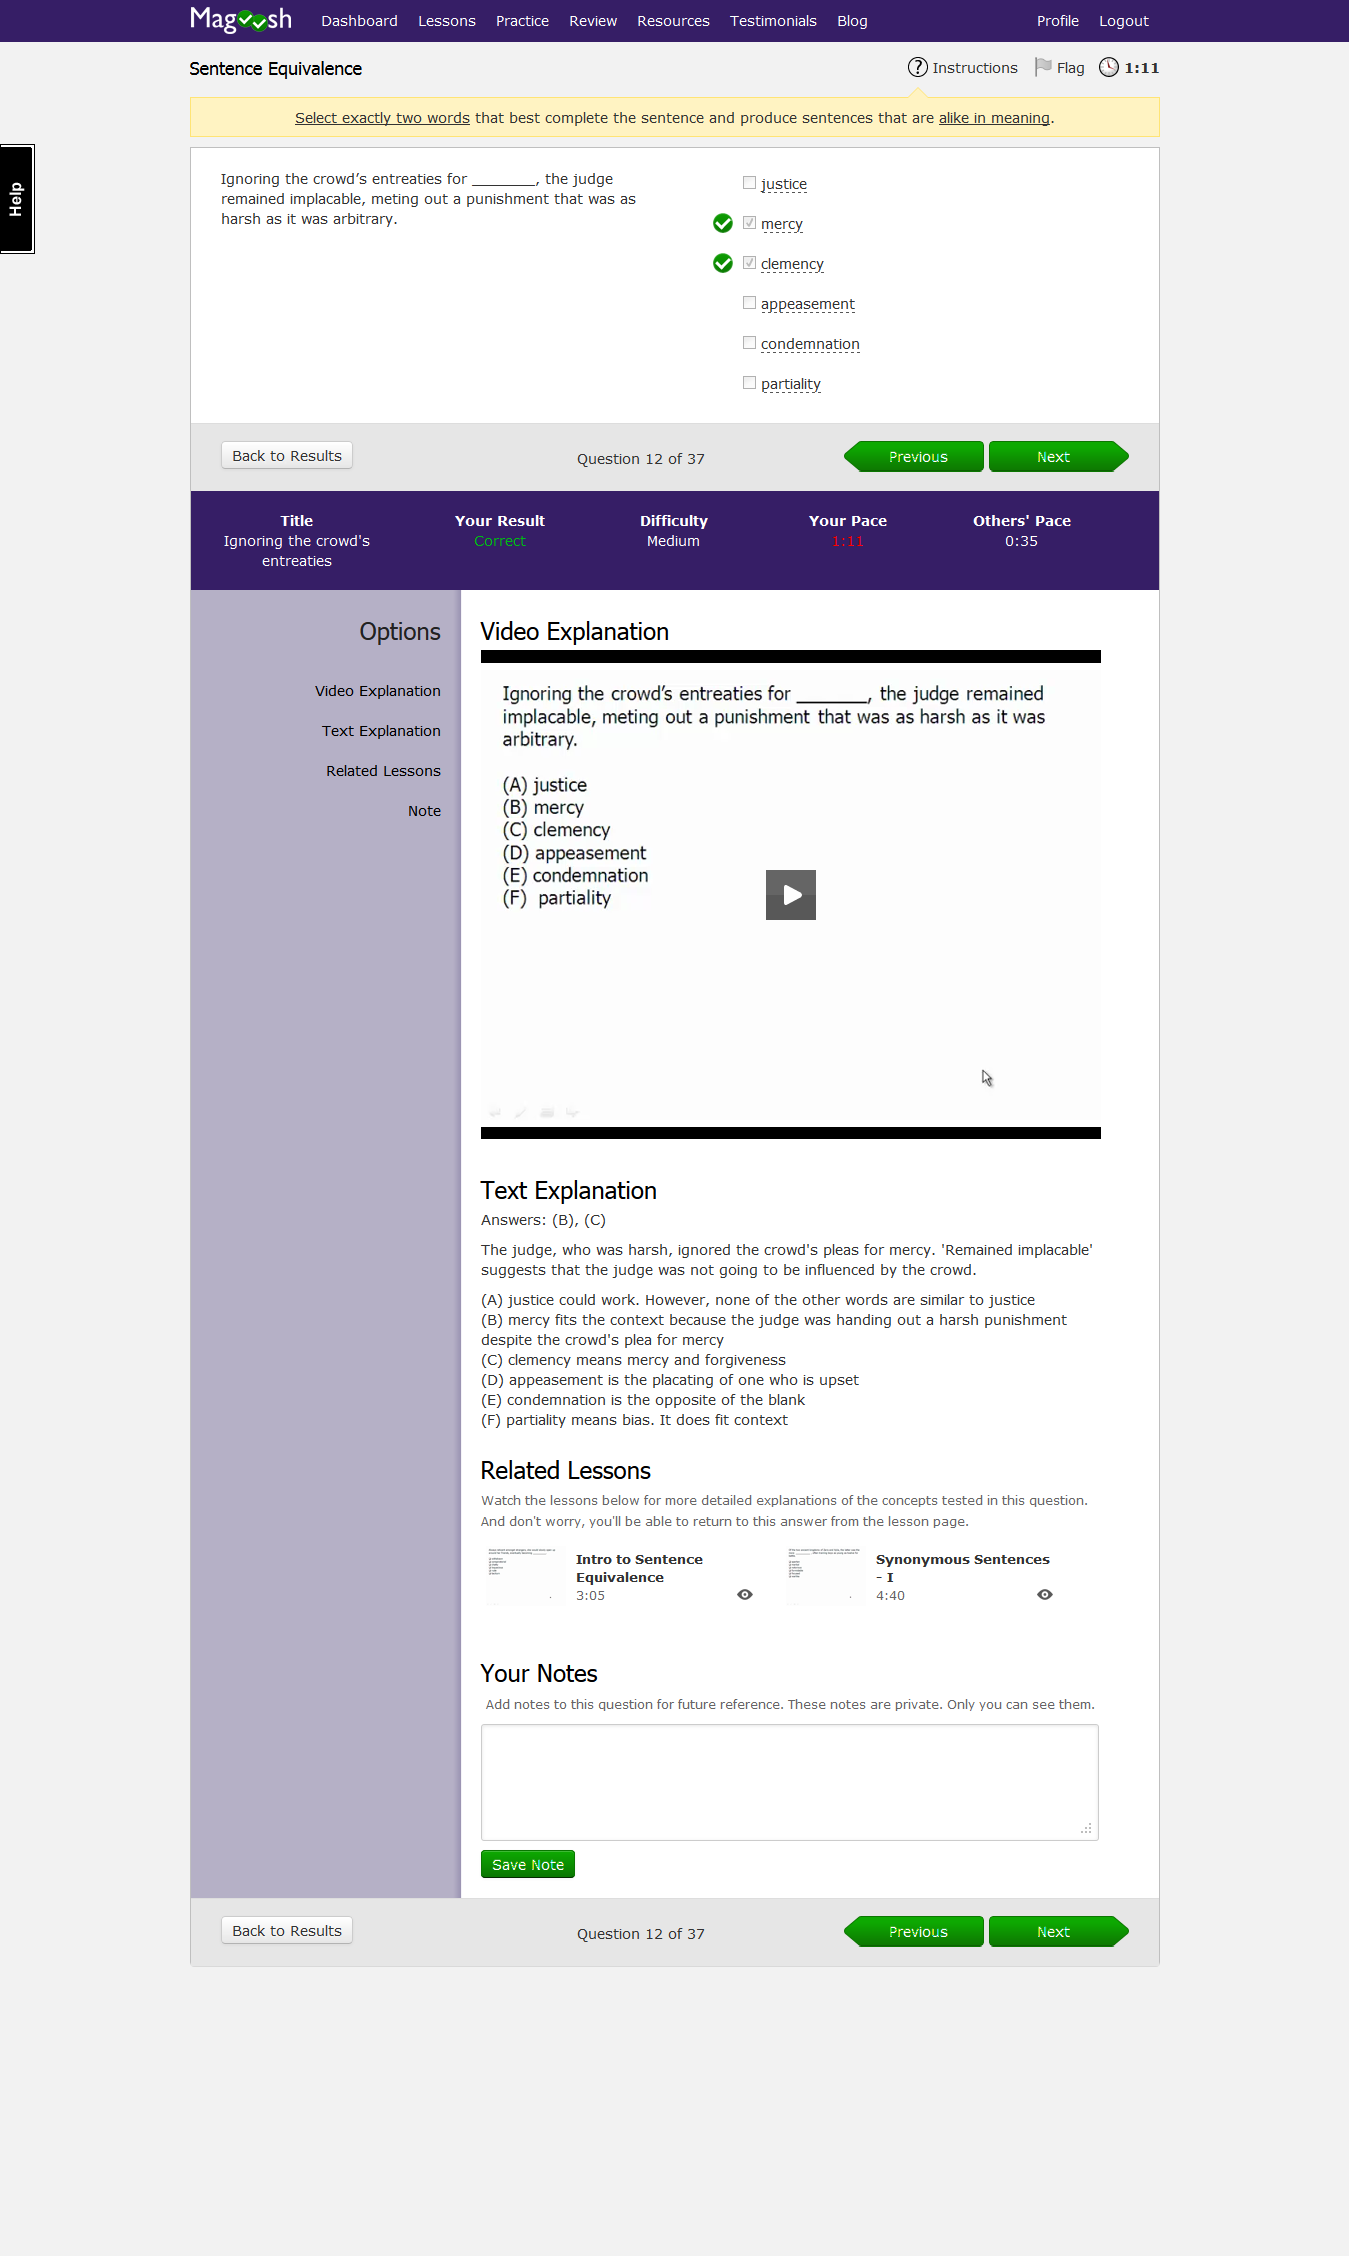 Magoosh Dashboard Lessons Practice Review Resources Testimonials Blog Profile Logout
Sentence Equivalence
Instructions Flag 1:11
Select exactly two words that best complete the sentence and produce sentences that are alike in meaning.
Help
Ignoring the crowd’s entreaties for ________, the judge
remained implacable, meting out a punishment that was as
harsh as it was arbitrary.
justice
mercy
clemency
appeasement
condemnation
partiality
Back to Results Question 12 of 37 Previous Next
Title Your Result Difficulty Your Pace Others' Pace
Ignoring the crowd's Correct Medium 1:11 0:35
entreaties
Options
Video Explanation
Text Explanation
Related Lessons
Note
Video Explanation
Ignoring the crowd’s entreaties for _______, the judge remained
implacable, meting out a punishment that was as harsh as it was
arbitrary.
(A) justice
(B) mercy
(C) clemency
(D) appeasement
(E) condemnation
(F) partiality
Text Explanation
Answers: (B), (C)
The judge, who was harsh, ignored the crowd's pleas for mercy. 'Remained implacable'
suggests that the judge was not going to be influenced by the crowd.
(A) justice could work. However, none of the other words are similar to justice
(B) mercy fits the context because the judge was handing out a harsh punishment
despite the crowd's plea for mercy
(C) clemency means mercy and forgiveness
(D) appeasement is the placating of one who is upset
(E) condemnation is the opposite of the blank
(F) partiality means bias. It does fit context
Related Lessons
Watch the lessons below for more detailed explanations of the concepts tested in this question.
And don't worry, you'll be able to return to this answer from the lesson page.
Intro to Sentence
Equivalence
3:05
Synonymous Sentences
- I
4:40
Your Notes
Add notes to this question for future reference. These notes are private. Only you can see them.
Save Note
Back to Results Question 12 of 37 Previous Next